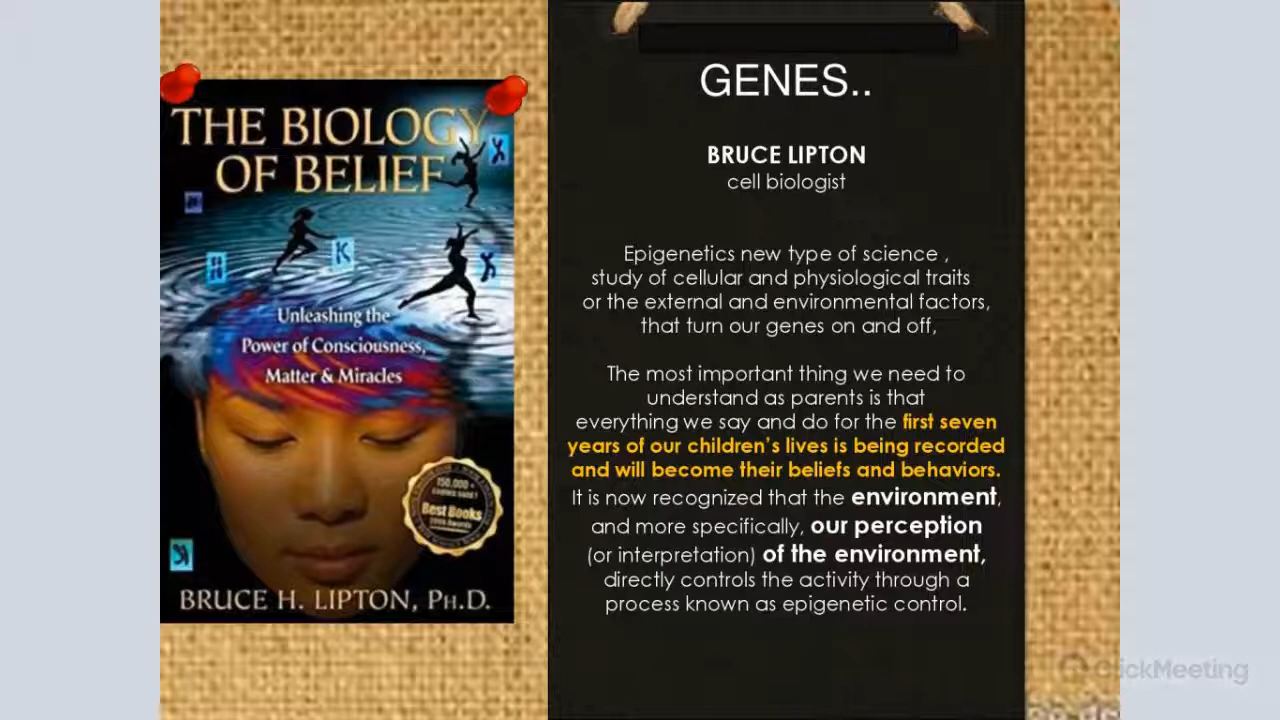 THE BIOLOGY
OF BELIEF
Unleashing the
Power of Consciousness,
Matter & Miracles
150,000+
Best Books
BRUCE H. LIPTON, PH.D.
GENES..
BRUCE LIPTON
cell biologist
Epigenetics new type of science ,
study of cellular and physiological traits
or the external and environmental factors,
that turn our genes on and off,
The most important thing we need to
understand as parents is that
everything we say and do for the first seven
years of our children's lives is being recorded
and will become their beliefs and behaviors.
It is now recognized that the environment,
and more specifically, our perception
(or interpretation) of the environment,
directly controls the activity through a
process known as epigenetic control.
ClickMeeting